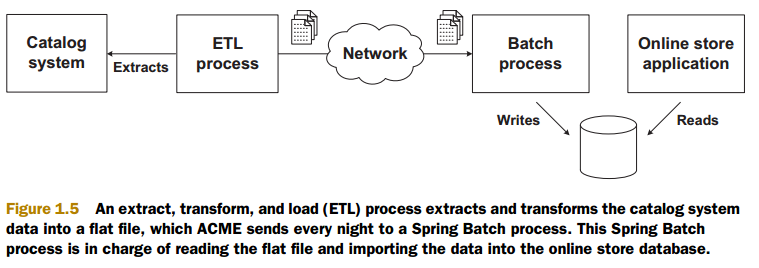 Catalog
system
Extracts
ETL
process
Network
Batch
process
Online store
application
Writes
Reads
Figure 1.5 An extract, transform, and load (ETL) process extracts and transforms the catalog system
data into a flat file, which ACME sends every night to a Spring Batch process. This Spring Batch
process is in charge of reading the flat file and importing the data into the online store database.